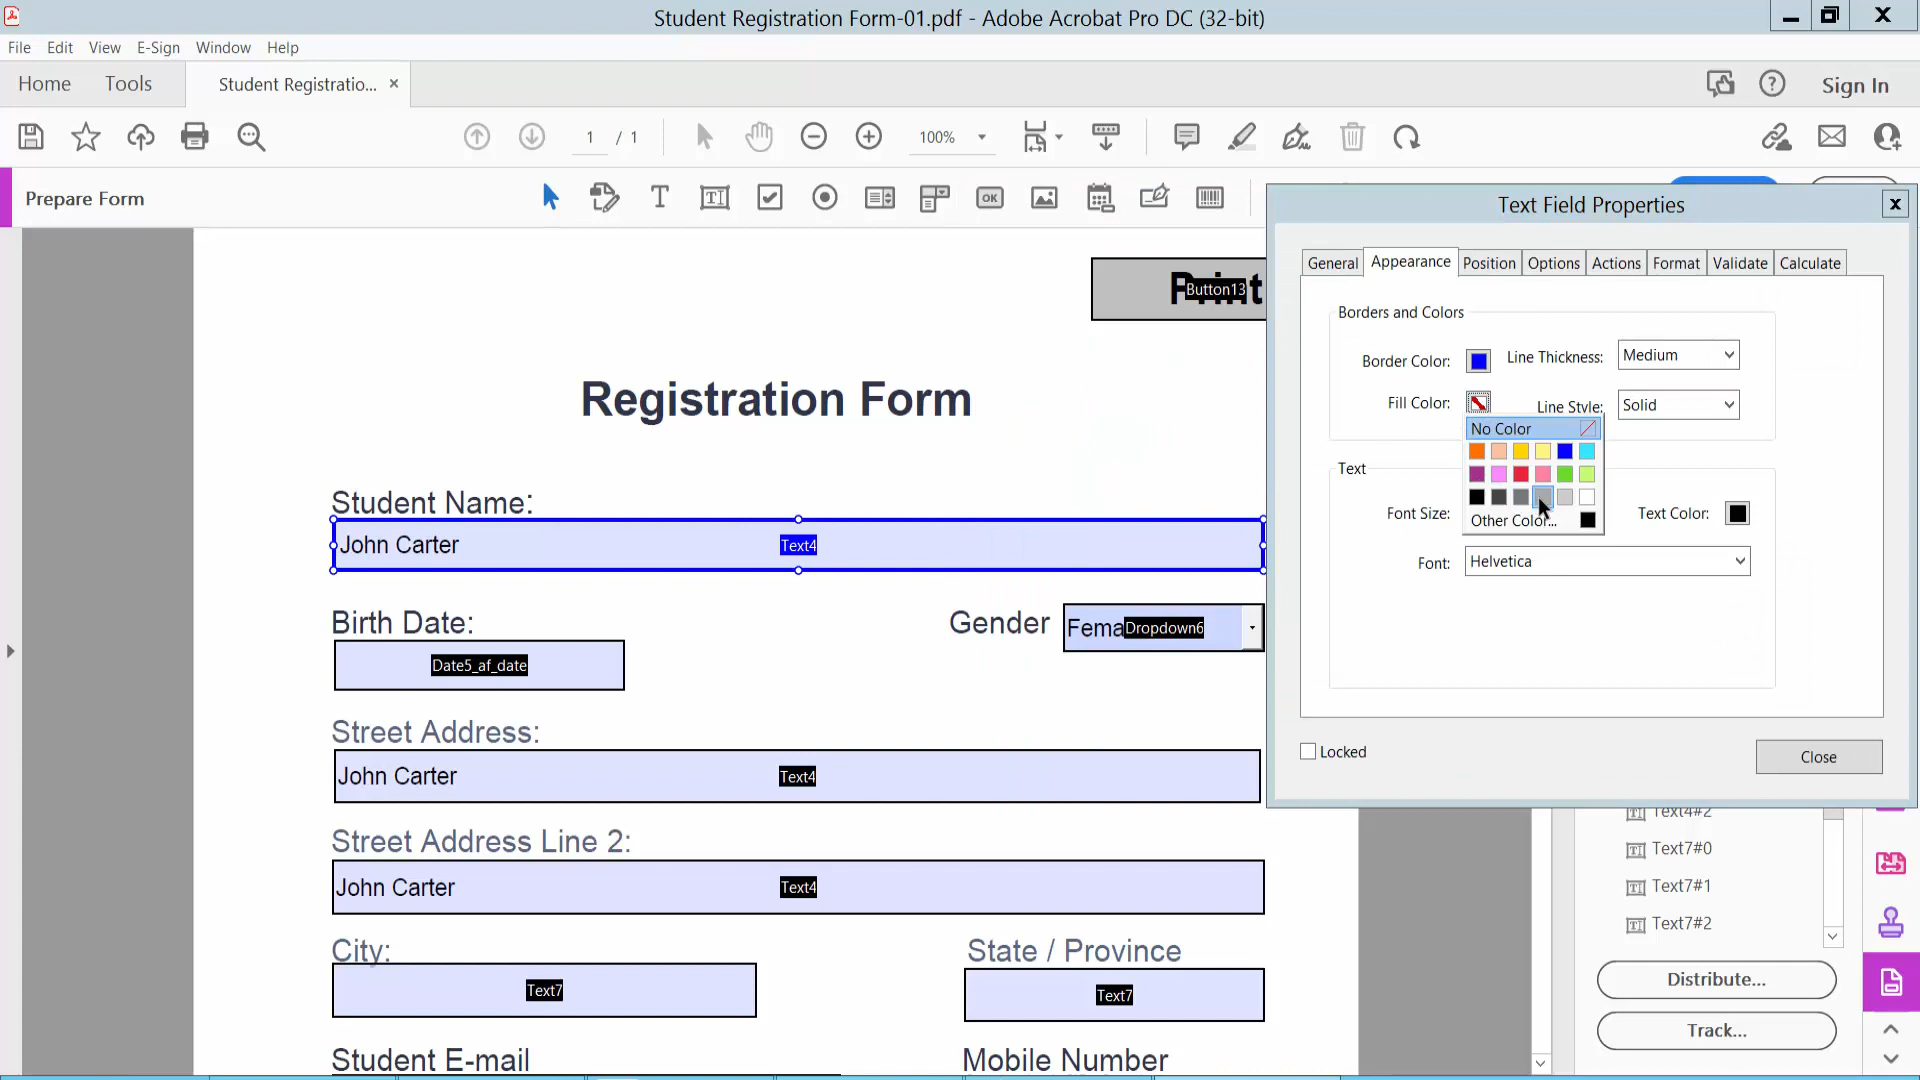 Student Registration Form-01.pdf - Adobe Acrobat Pro DC (32-bit)
File Edit View E-Sign Window Help
Home Tools Student Registratio... × Sign In
1 / 1 100%
Prepare Form
OK
Text Field Properties
General Appearance Position Options Actions Format Validate Calculate
Borders and Colors
Border Color: Line Thickness: Medium
Fill Color: Line Style: Solid
No Color
Other Color...
Text
Font Size: Text Color:
Font: Helvetica
Locked
Close
Print
Button13
Registration Form
Student Name:
John Carter Text4
Birth Date: Gender
Fema Dropdown6
Date5_af_date
Street Address:
John Carter Text4
Street Address Line 2:
John Carter Text4
City: State / Province
Text7 Text7
Student E-mail Mobile Number
Text4#2
Text7#0
Text7#1
Text7#2
Distribute...
Track...